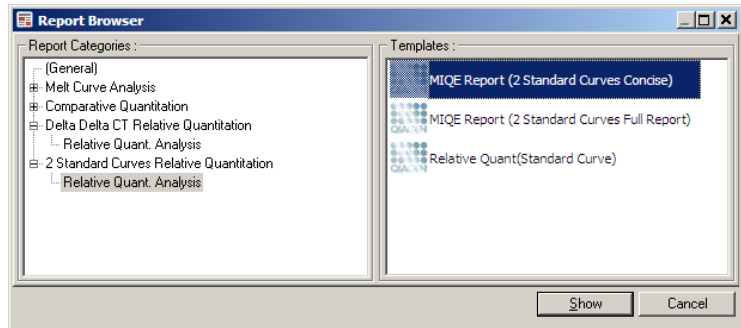 Report Browser
Report Categories :
(General)
Melt Curve Analysis
Comparative Quantitation
Delta Delta CT Relative Quantitation
Relative Quant. Analysis
2 Standard Curves Relative Quantitation
Relative Quant. Analysis
Templates :
MIQE Report (2 Standard Curves Concise)
MIQE Report (2 Standard Curves Full Report)
QIAGEN
Relative Quant(Standard Curve)
QIAGEN
Show
Cancel